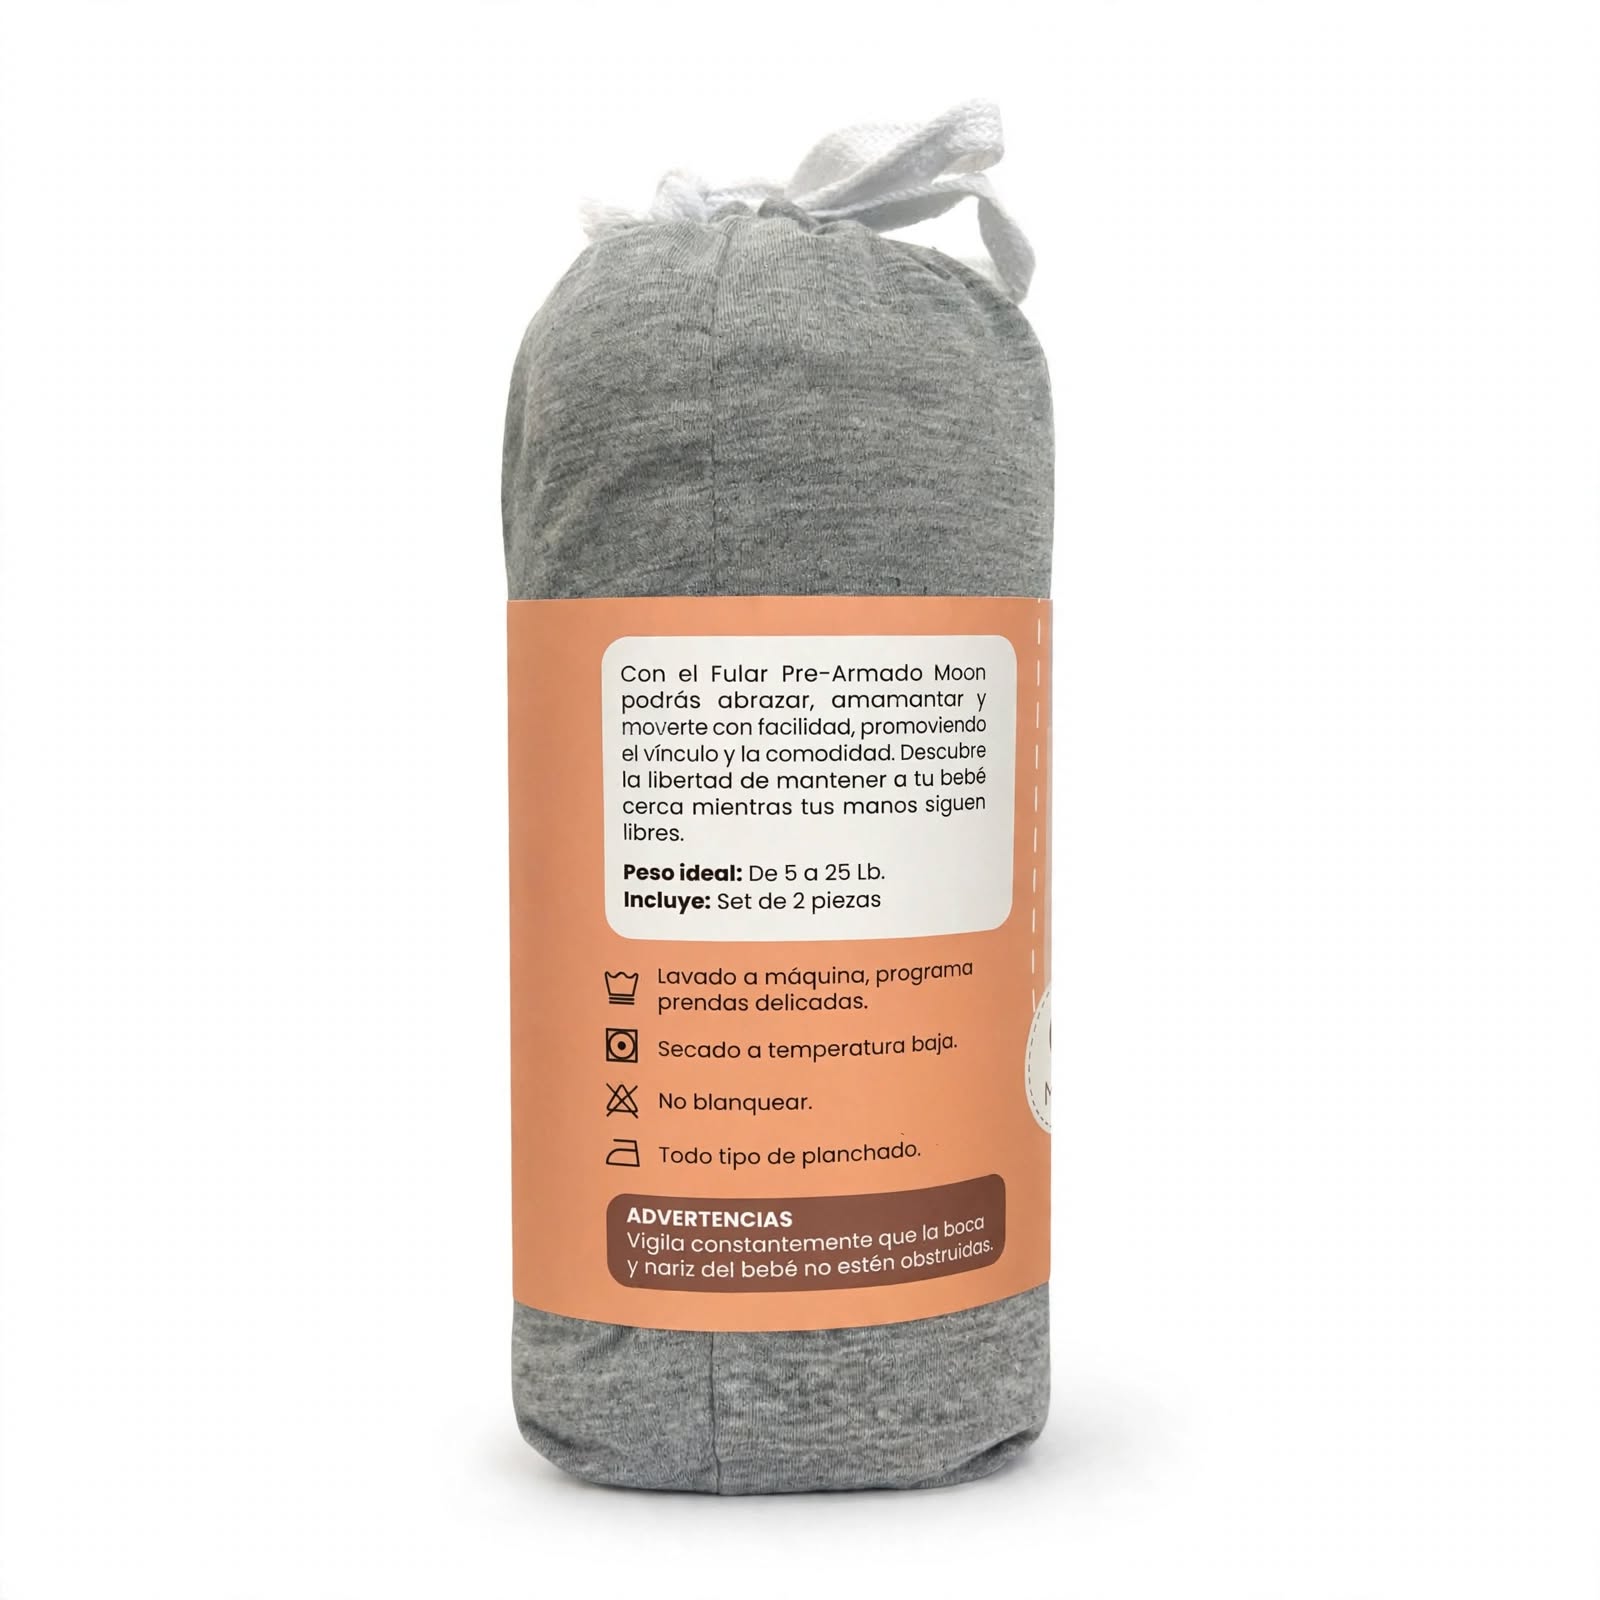 Con el Fular Pre-Armado Moon
podrás abrazar, amamantar y
moverte con facilidad, promoviendo
el vínculo y la comodidad. Descubre
la libertad de mantener a tu bebé
cerca mientras tus manos siguen
libres.
Peso ideal: De 5 a 25 Lb.
Incluye: Set de 2 piezas
Lavado a máquina, programa
prendas delicadas.
Secado a temperatura baja.
No blanquear.
Todo tipo de planchado.
ADVERTENCIAS
Vigila constantemente que la boca
y nariz del bebé no estén obstruidas.